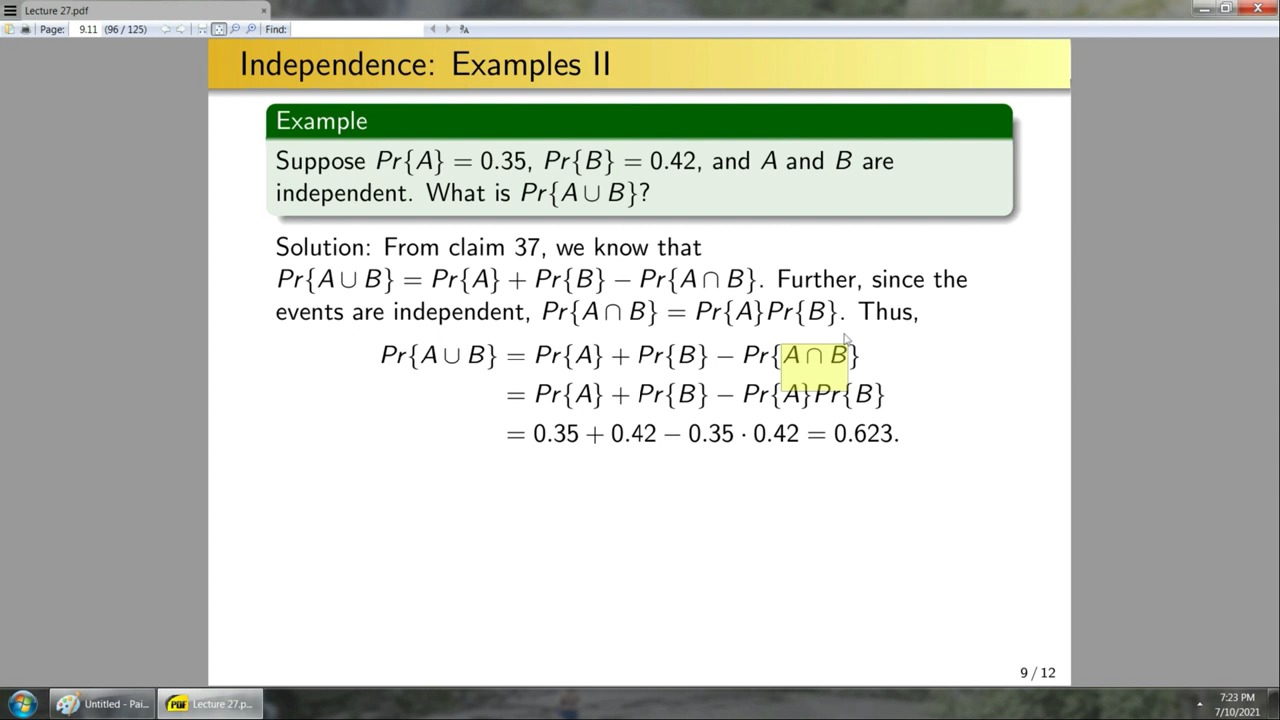 Lecture 27.pdf
Page: 9.11 (96 / 125) Find:
Independence: Examples II
Example
Suppose Pr{A} = 0.35, Pr{B} = 0.42, and A and B are
independent. What is Pr{A ∪ B}?
Solution: From claim 37, we know that
Pr{A ∪ B} = Pr{A} + Pr{B} − Pr{A ∩ B}. Further, since the
events are independent, Pr{A ∩ B} = Pr{A}Pr{B}. Thus,
Pr{A ∪ B} = Pr{A} + Pr{B} − Pr{A ∩ B}
= Pr{A} + Pr{B} − Pr{A}Pr{B}
= 0.35 + 0.42 − 0.35 · 0.42 = 0.623.
9 / 12
Untitled - Pai... Lecture 27.p...
7:23 PM
7/10/2021